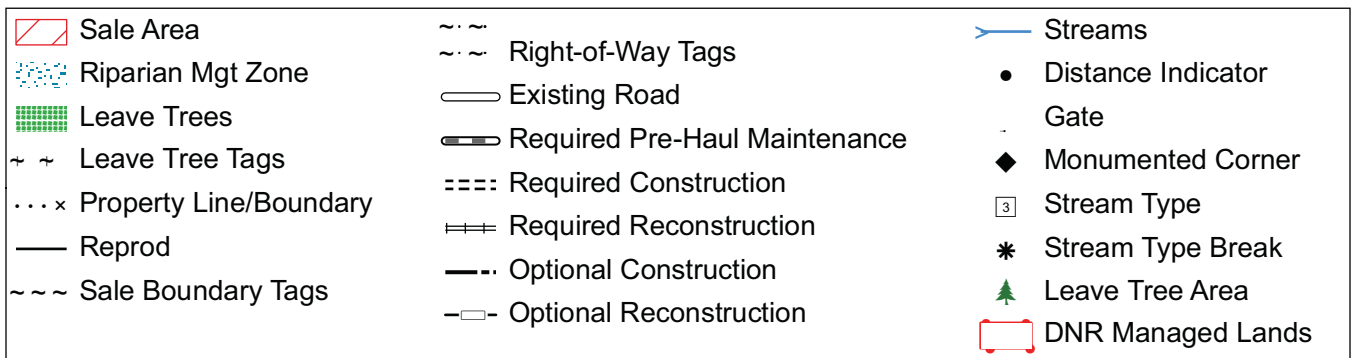 Sale Area
Riparian Mgt Zone
Leave Trees
Leave Tree Tags
Property Line/Boundary
Reprod
Sale Boundary Tags
Right-of-Way Tags
Existing Road
Required Pre-Haul Maintenance
Required Construction
Required Reconstruction
Optional Construction
Optional Reconstruction
Streams
Distance Indicator
Gate
Monumented Corner
3 Stream Type
Stream Type Break
Leave Tree Area
DNR Managed Lands